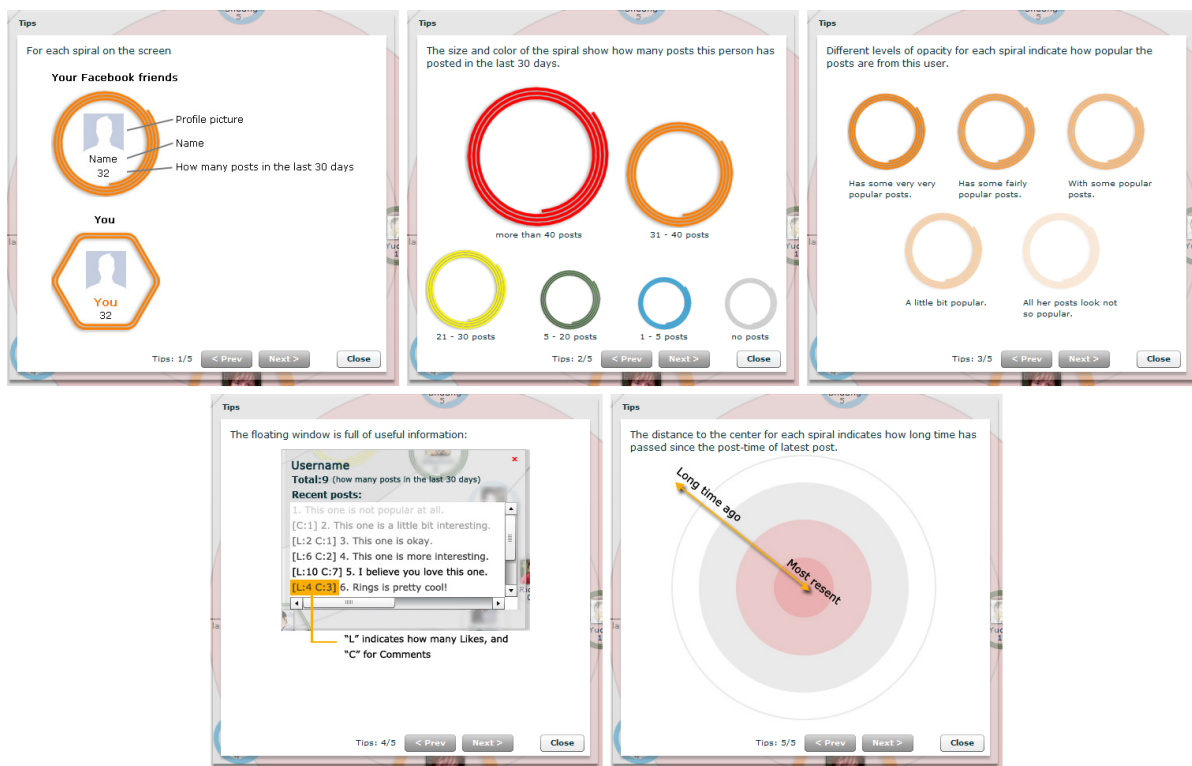 Tips
For each spiral on the screen
Your Facebook friends
Profile picture
Name
Name
32
How many posts in the last 30 days
You
You
32
Tips: 1/5
< Prev
Next >
Close
5
Tips
The size and color of the spiral show how many posts this person has
posted in the last 30 days.
more than 40 posts
31 - 40 posts
21 - 30 posts
5 - 20 posts
1 - 5 posts
no posts
Tips: 2/5
< Prev
Next >
Close
5
Tips
Different levels of opacity for each spiral indicate how popular the
posts are from this user.
Has some very very
popular posts.
Has some fairly
popular posts.
With some popular
posts.
A little bit popular.
All her posts look not
so popular.
Tips: 3/5
< Prev
Next >
Close
5
Tips
The floating window is full of useful information:
Username
Total:9 (how many posts in the last 30 days)
Recent posts:
1. This one is not popular at all.
[C:1] 2. This one is a little bit interesting.
[L:2 C:1] 3. This one is okay.
[L:6 C:2] 4. This one is more interesting.
[L:10 C:7] 5. I believe you love this one.
[L:4 C:3] 6. Rings is pretty cool!
“L” indicates how many Likes, and
“C” for Comments
Tips: 4/5
< Prev
Next >
Close
5
Tips
The distance to the center for each spiral indicates how long time has
passed since the post-time of latest post.
Long time ago
Most resent
Tips: 5/5
< Prev
Next >
Close
5